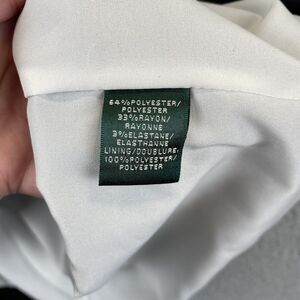 64%POLYESTER/
POLYESTER
33%RAYON/
RAYONNE
3%ELASTANE/
ELASTHANNE
LINING/DOUBLURE:
100%POLYESTER/
POLYESTER